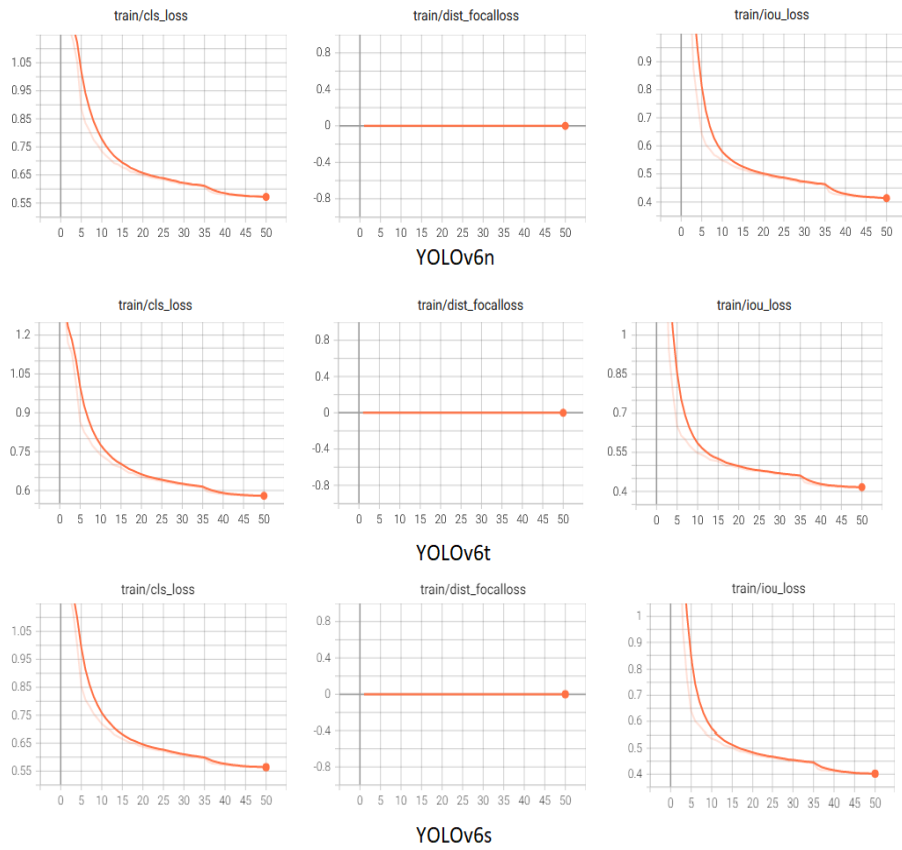 train/cls_loss train/dist_focalloss train/iou_loss
1.05 0.95 0.85 0.75 0.65 0.55
0 5 10 15 20 25 30 35 40 45 50
0.8 0.4 0 -0.4 -0.8
0 5 10 15 20 25 30 35 40 45 50
0.9 0.8 0.7 0.6 0.5 0.4
0 5 10 15 20 25 30 35 40 45 50
YOLOv6n
train/cls_loss train/dist_focalloss train/iou_loss
1.2 1.05 0.9 0.75 0.6
0 5 10 15 20 25 30 35 40 45 50
0.8 0.4 0 -0.4 -0.8
0 5 10 15 20 25 30 35 40 45 50
1 0.85 0.7 0.55 0.4
0 5 10 15 20 25 30 35 40 45 50
YOLOv6t
train/cls_loss train/dist_focalloss train/iou_loss
1.05 0.95 0.85 0.75 0.65 0.55
0 5 10 15 20 25 30 35 40 45 50
0.8 0.4 0 -0.4 -0.8
0 5 10 15 20 25 30 35 40 45 50
1 0.9 0.8 0.7 0.6 0.5 0.4
0 5 10 15 20 25 30 35 40 45 50
YOLOv6s